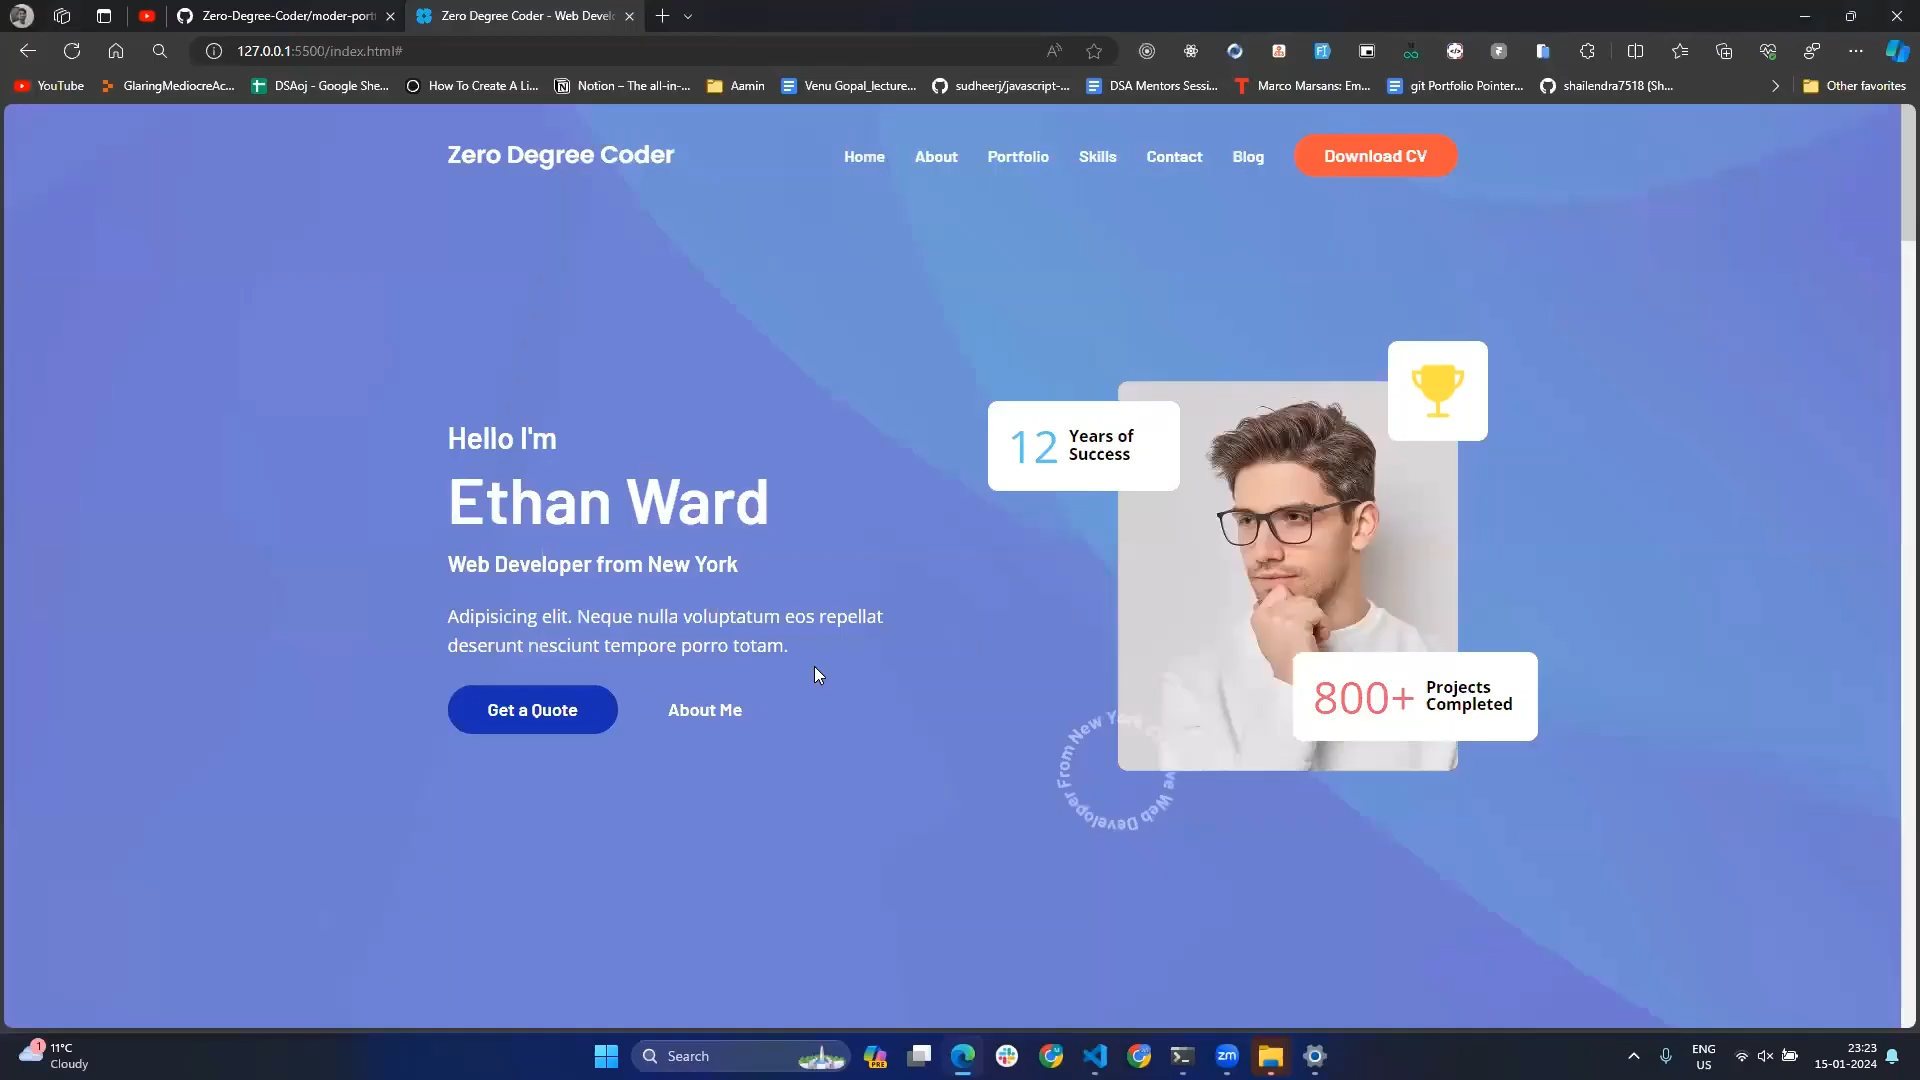 Zero-Degree-Coder/moder-port
Zero Degree Coder - Web Devel
127.0.0.1:5500/index.html#
YouTube
GlaringMediocreAc...
DSAoj - Google She...
How To Create A Li...
Notion – The all-in-...
Aamin
Venu Gopal_lecture...
sudheerj/javascript-...
DSA Mentors Sessi...
Marco Marsans: Em...
git Portfolio Pointer...
shailendra7518 (Sh...
Other favorites
Zero Degree Coder
Home
About
Portfolio
Skills
Contact
Blog
Download CV
Hello I'm
Ethan Ward
Web Developer from New York
Adipisicing elit. Neque nulla voluptatum eos repellat
deserunt nesciunt tempore porro totam.
Get a Quote
About Me
12
Years of
Success
800+
Projects
Completed
Web Developer From New York
1
11°C
Cloudy
Search
PRE
zm
ENG
US
23:23
15-01-2024